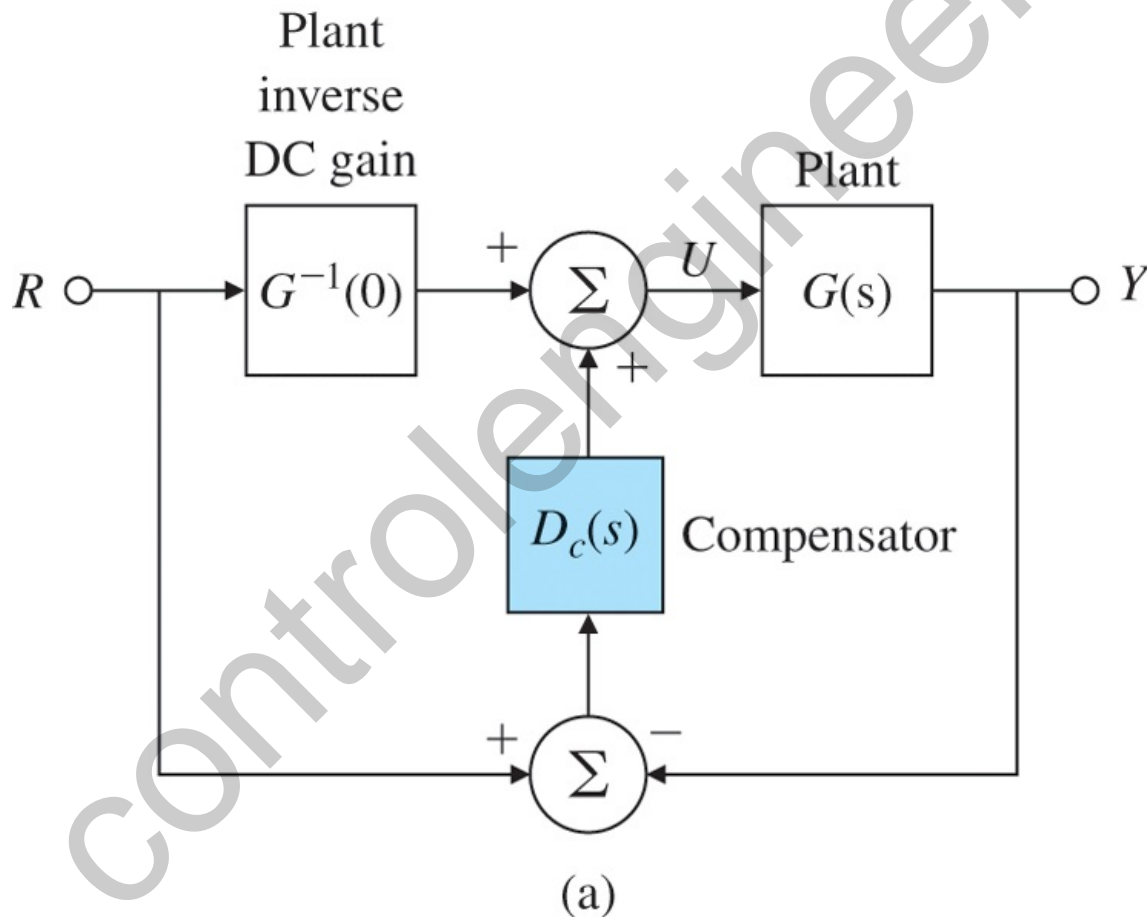 Plant
inverse
DC gain
Plant
R
G⁻¹(0)
+
Σ
U
G(s)
Y
+
D_c(s)
Compensator
+
Σ
−
(a)
controlengineer